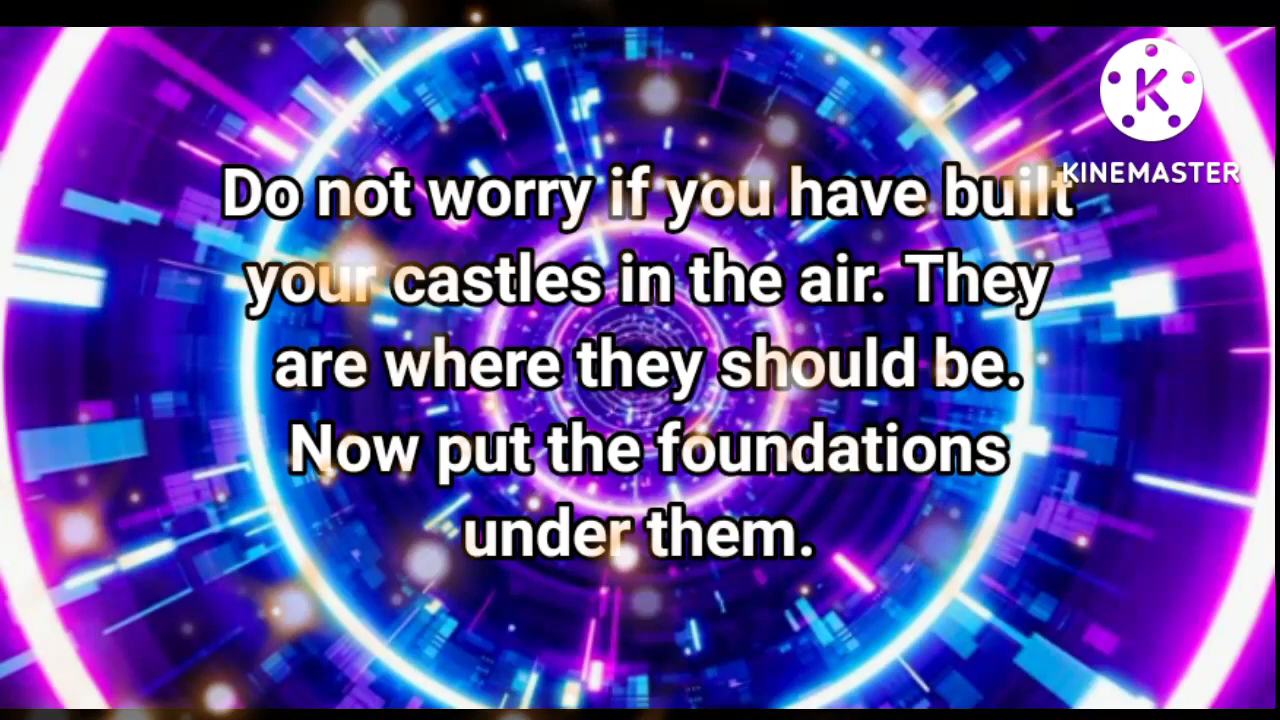 K
KINEMASTER
Do not worry if you have built
your castles in the air. They
are where they should be.
Now put the foundations
under them.